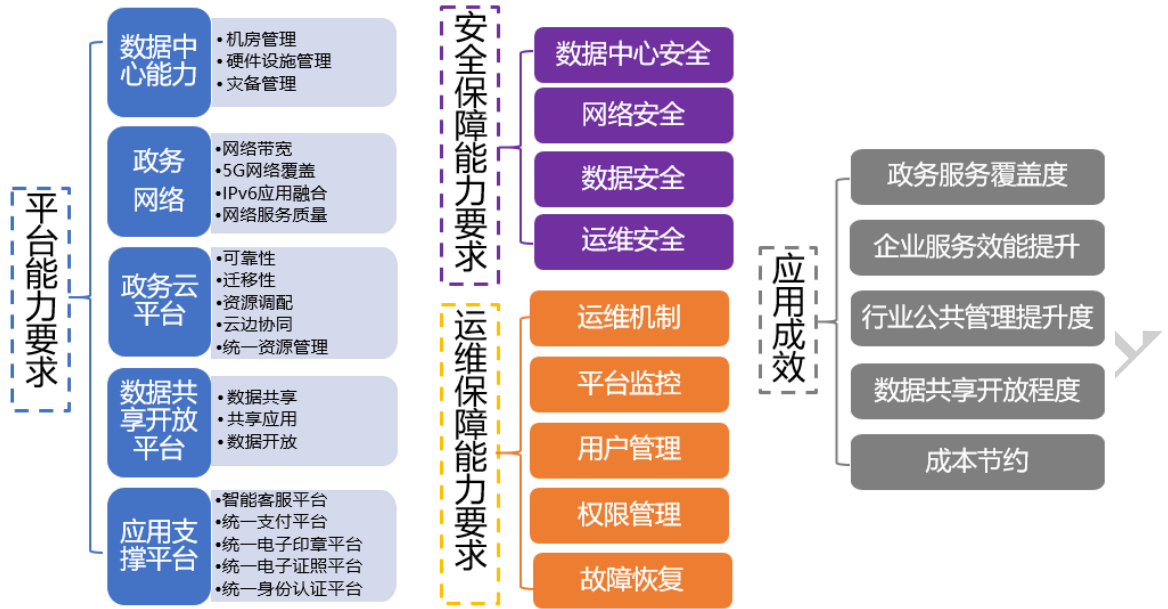 平台能力要求
数据中
心能力
•机房管理
•硬件设施管理
•灾备管理
政务
网络
•网络带宽
•5G网络覆盖
•IPv6应用融合
•网络服务质量
政务云
平台
•可靠性
•迁移性
•资源调配
•云边协同
•统一资源管理
数据共
享开放
平台
•数据共享
•共享应用
•数据开放
应用支
撑平台
•智能客服平台
•统一支付平台
•统一电子印章平台
•统一电子证照平台
•统一身份认证平台
安全保障能力要求
数据中心安全
网络安全
数据安全
运维安全
运维保障能力要求
运维机制
平台监控
用户管理
权限管理
故障恢复
应用成效
政务服务覆盖度
企业服务效能提升
行业公共管理提升度
数据共享开放程度
成本节约